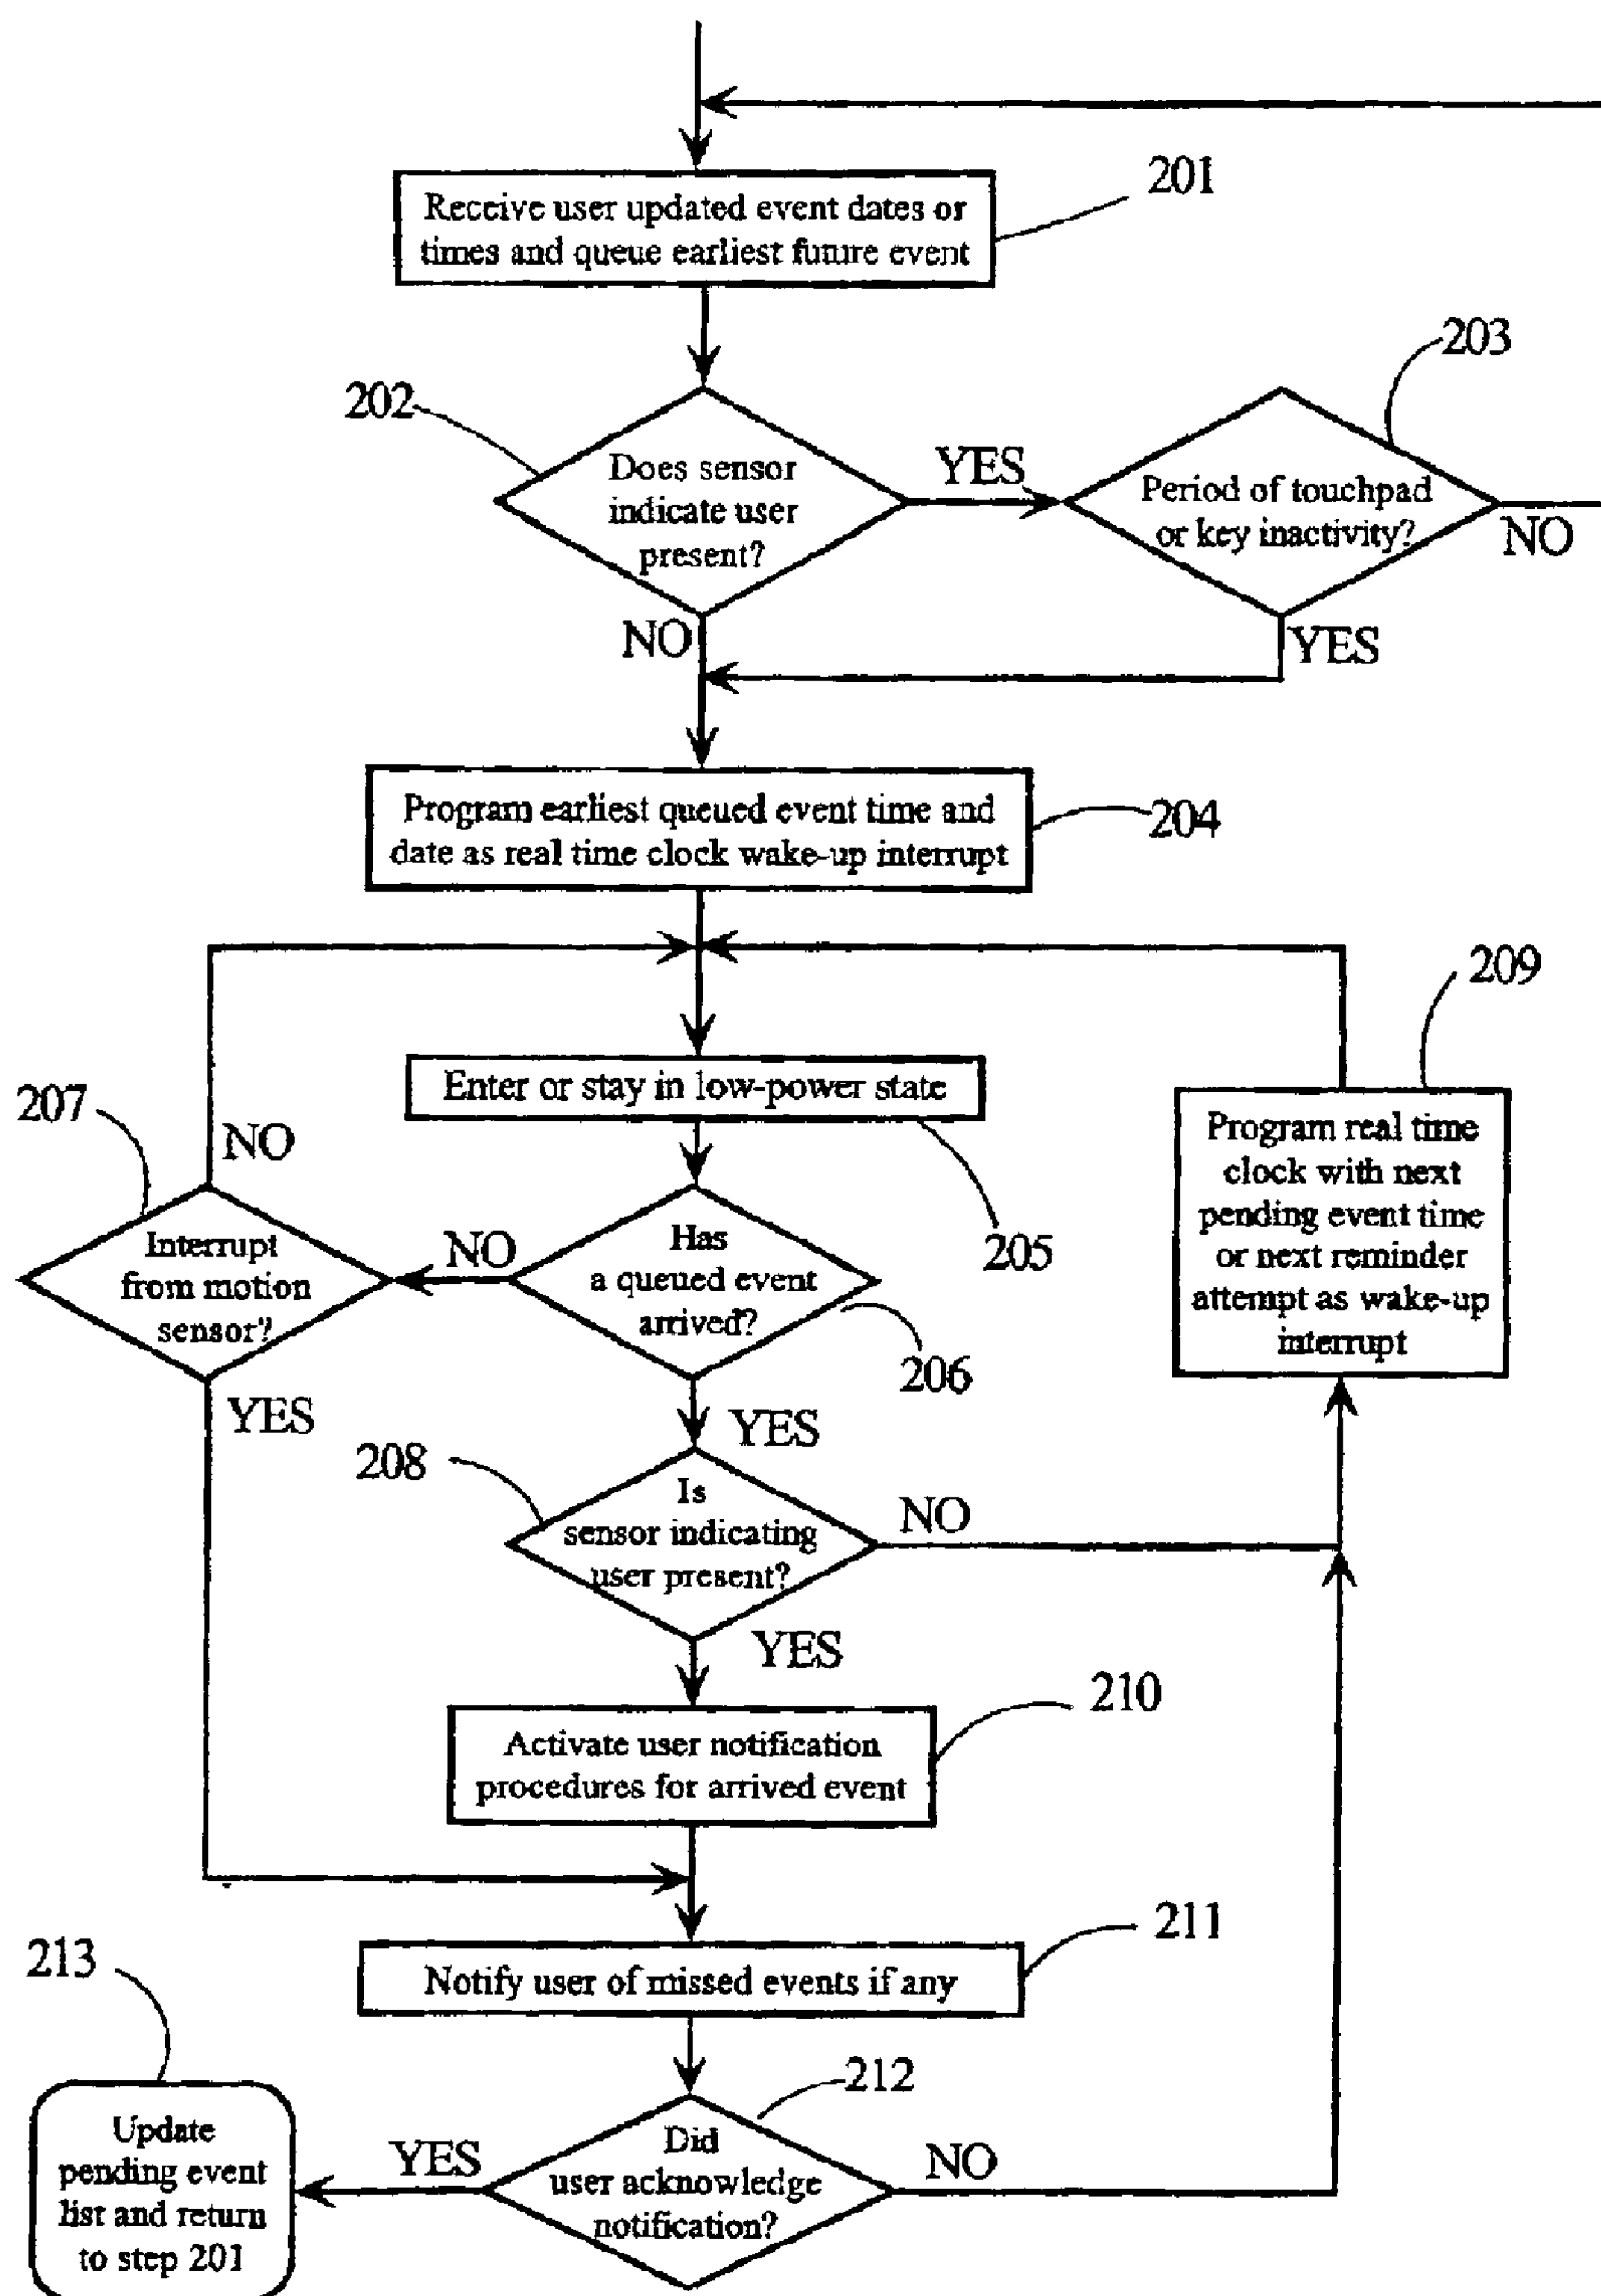 201
Receive user updated event dates or
times and queue earliest future event
202
Does sensor
indicate user
present?
YES
203
Period of touchpad
or key inactivity?
NO
NO
YES
Program earliest queued event time and
date as real time clock wake-up interrupt
204
209
Enter or stay in low-power state
205
207
NO
Interrupt
from motion
sensor?
NO
Has
a queued event
arrived?
206
Program real time
clock with next
pending event time
or next reminder
attempt as wake-up
interrupt
YES
YES
208
Is
sensor indicating
user present?
NO
YES
210
Activate user notification
procedures for arrived event
211
Notify user of missed events if any
213
212
Did
user acknowledge
notification?
YES
NO
Update
pending event
list and return
to step 201